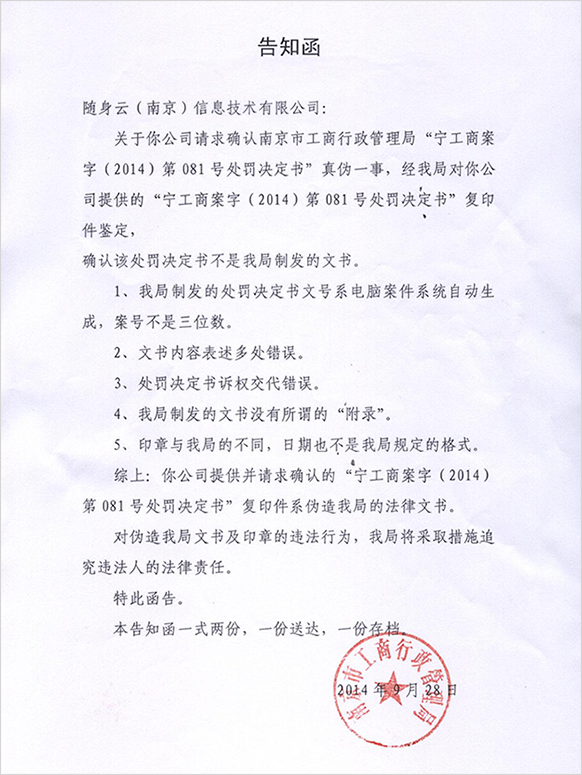 告知函
随身云（南京）信息技术有限公司：
关于你公司请求确认南京市工商行政管理局“宁工商案
字（2014）第 081 号处罚决定书”真伪一事，经我局对你公
司提供的“宁工商案字（2014）第 081 号处罚决定书”复印
件鉴定，
确认该处罚决定书不是我局制发的文书。
1、我局制发的处罚决定书文号系电脑案件系统自动生
成，案号不是三位数。
2、文书内容表述多处错误。
3、处罚决定书诉权交代错误。
4、我局制发的文书没有所谓的“附录”。
5、印章与我局的不同，日期也不是我局规定的格式。
综上：你公司提供并请求确认的“宁工商案字（2014）
第 081 号处罚决定书”复印件系伪造我局的法律文书。
对伪造我局文书及印章的违法行为，我局将采取措施追
究违法人的法律责任。
特此函告。
本告知函一式两份，一份送达，一份存档。
南京市工商行政管理局
2014 年 9 月 28 日